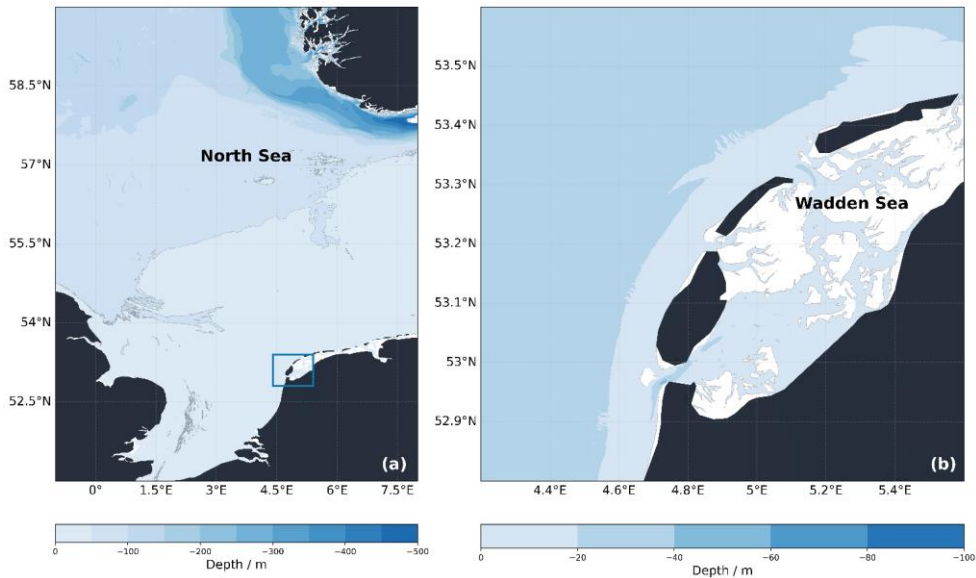 58.5°N
57°N
55.5°N
54°N
52.5°N
North Sea
(a)
0° 1.5°E 3°E 4.5°E 6°E 7.5°E
0 −100 −200 −300 −400 −500
Depth / m
53.5°N
53.4°N
53.3°N
53.2°N
53.1°N
53°N
52.9°N
Wadden Sea
(b)
4.4°E 4.6°E 4.8°E 5°E 5.2°E 5.4°E
0 −20 −40 −60 −80 −100
Depth / m